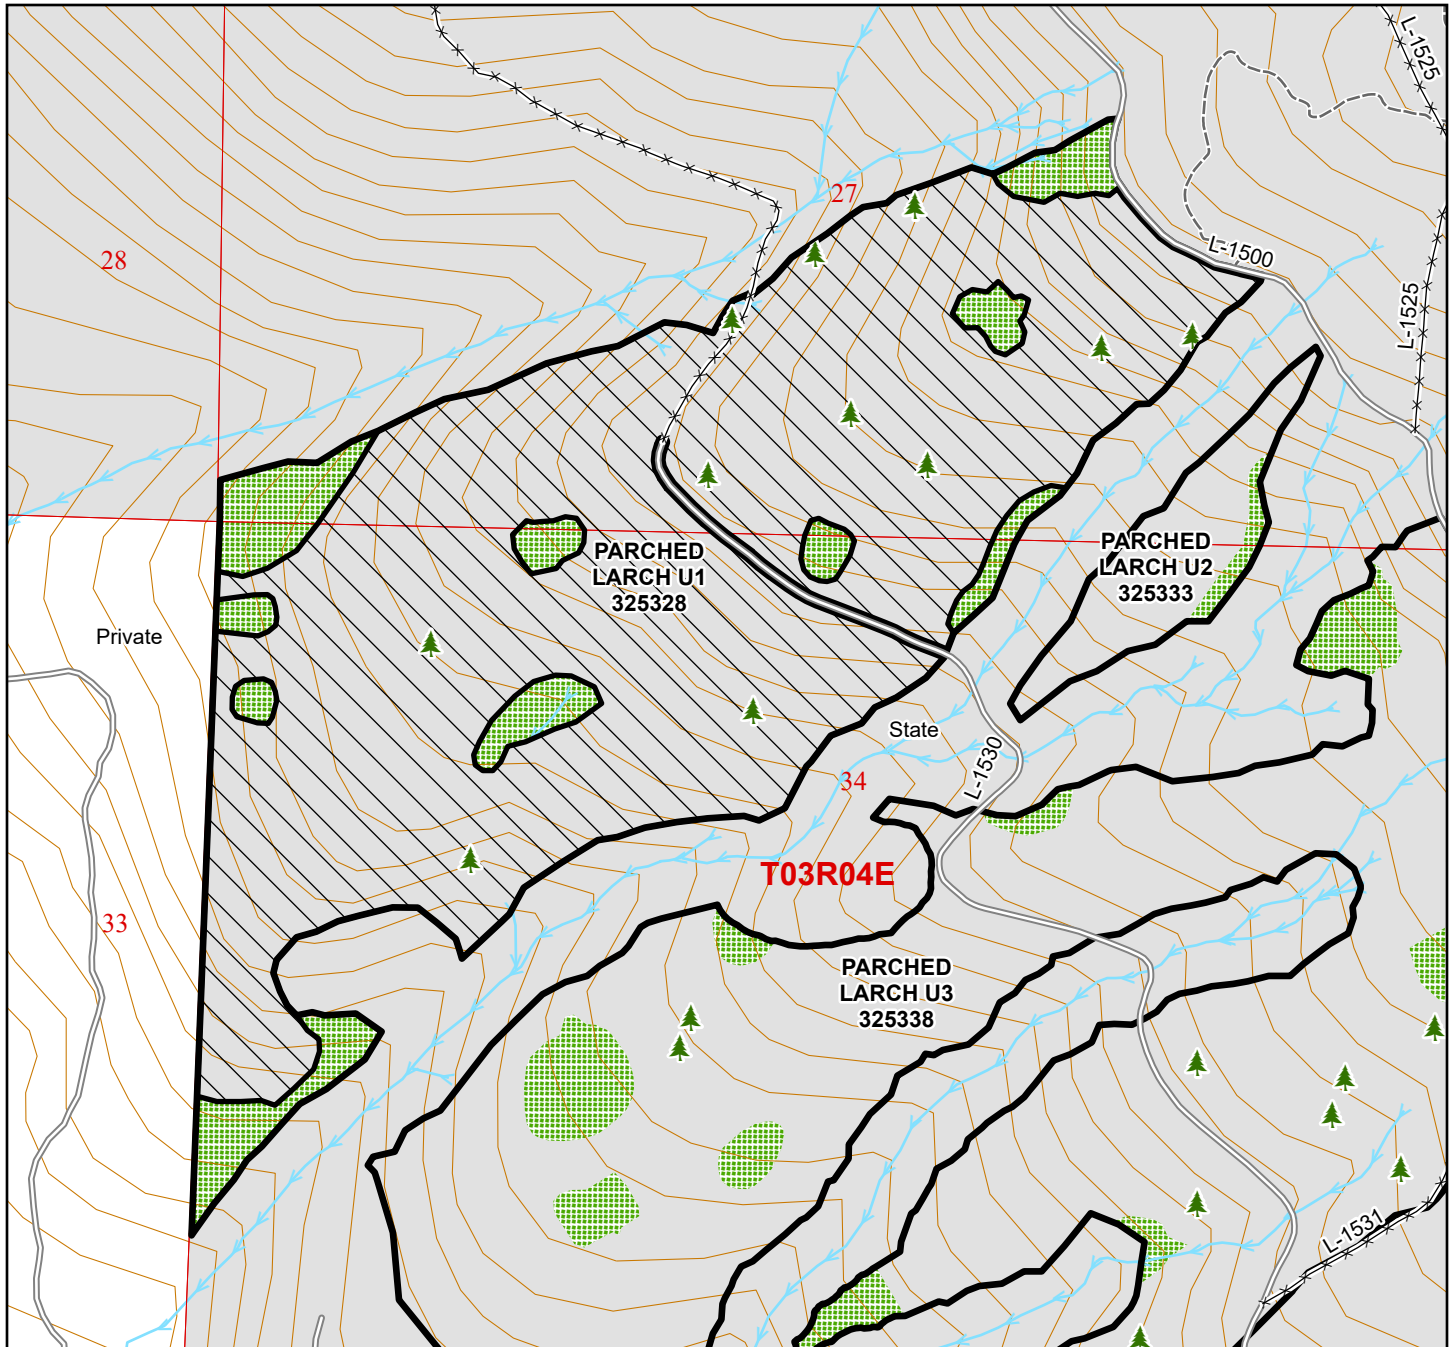 L-1525
27
L-1500
28
L-1525
PARCHED
LARCH U1
325328
PARCHED
LARCH U2
325333
Private
State
L-1530
34
T03R04E
33
PARCHED
LARCH U3
325338
L-1531